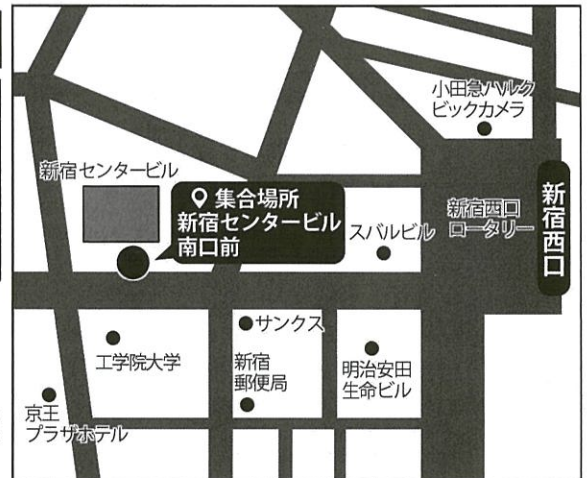 小田急ハルク
ビックカメラ
新宿センタービル
集合場所
新宿センタービル
南口前
スバルビル
新宿西口
ロータリー
新宿西口
サンクス
工学院大学
新宿
郵便局
明治安田
生命ビル
京王
プラザホテル